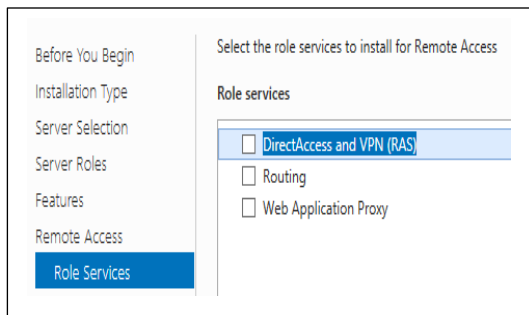 Before You Begin
Installation Type
Server Selection
Server Roles
Features
Remote Access
Role Services
Select the role services to install for Remote Access
Role services
DirectAccess and VPN (RAS)
Routing
Web Application Proxy